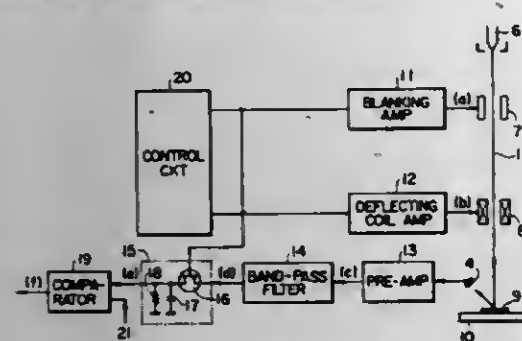 6
20
11
BLANKING AMP
(a)
7
1
CONTROL CKT
12
DEFLECTING COIL AMP
(b)
8
19
15
14
13
4
COMPA-RATOR
(f)
(e)
18
17
16
(d)
BAND-PASS FILTER
(c)
PRE-AMP
9
10
21